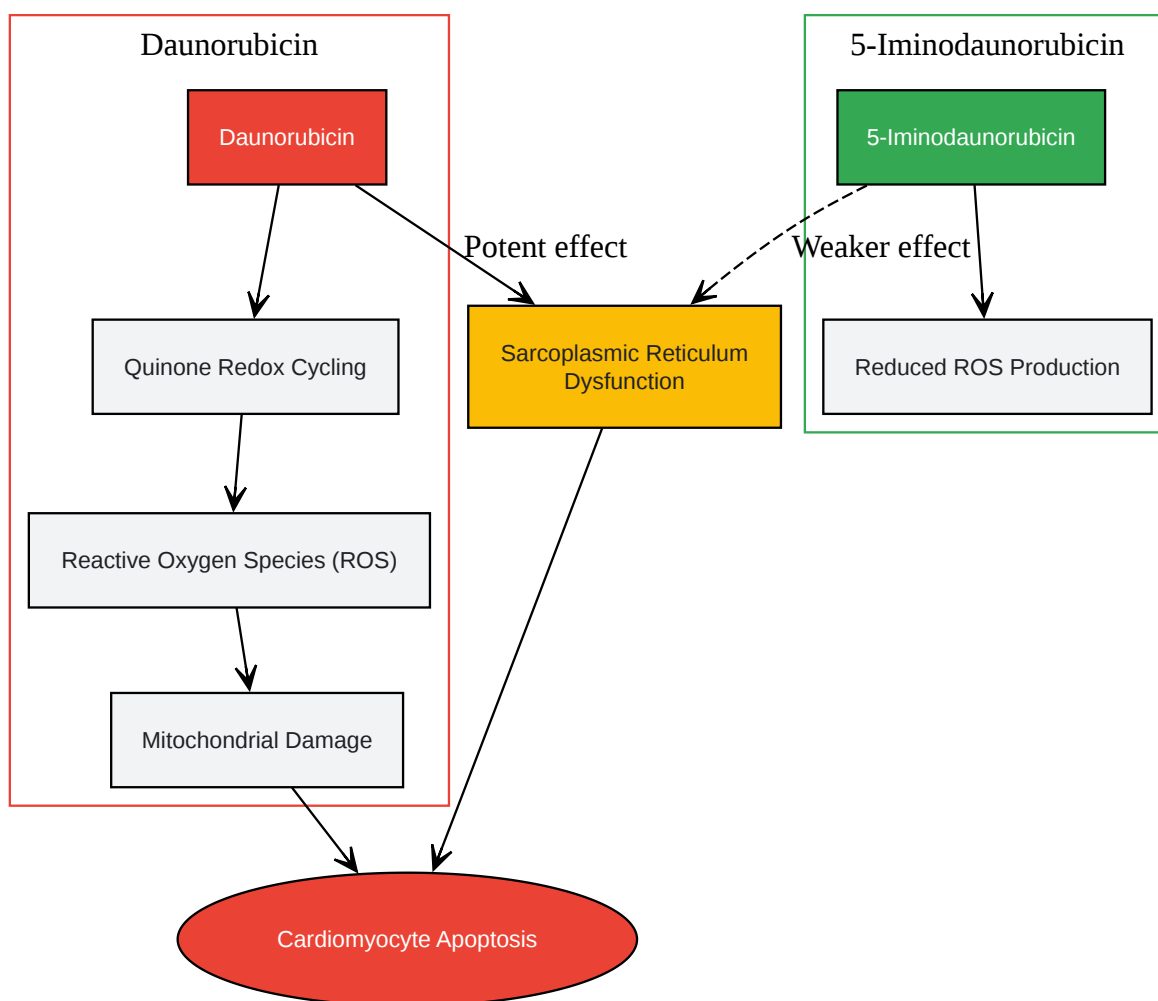 Daunorubicin
5-Iminodaunorubicin
Daunorubicin
5-Iminodaunorubicin
Potent effect
Weaker effect
Quinone Redox Cycling
Sarcoplasmic Reticulum
Dysfunction
Reduced ROS Production
Reactive Oxygen Species (ROS)
Mitochondrial Damage
Cardiomyocyte Apoptosis